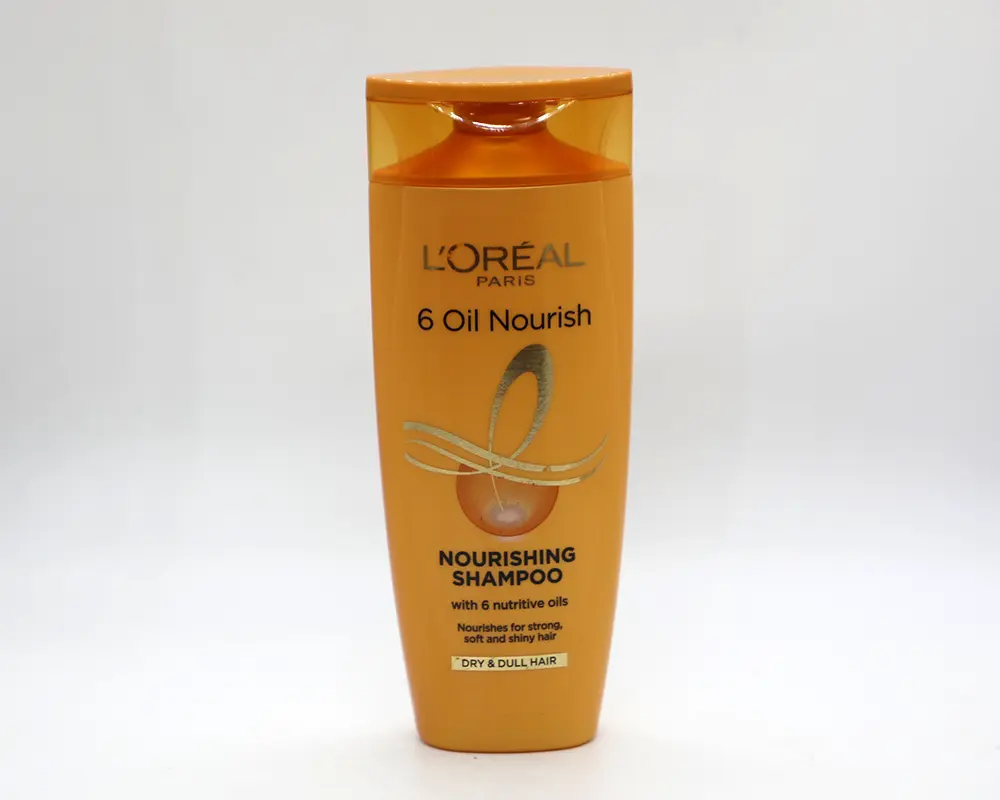 L'ORÉAL
PARiS
6 Oil Nourish
NOURISHING
SHAMPOO
with 6 nutritive oils
Nourishes for strong,
soft and shiny hair
DRY & DULL HAIR